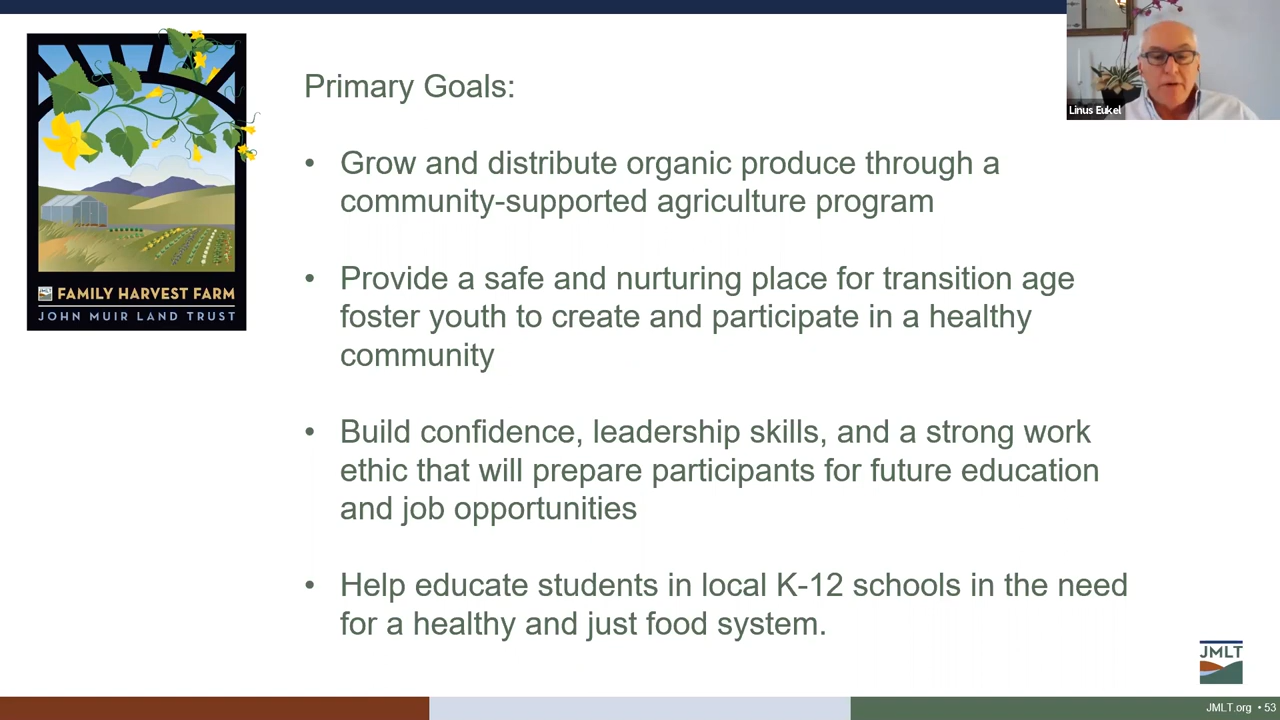 Primary Goals:
Linus Eukel
• Grow and distribute organic produce through a
community-supported agriculture program
• Provide a safe and nurturing place for transition age
foster youth to create and participate in a healthy
community
FAMILY HARVEST FARM
JOHN MUIR LAND TRUST
• Build confidence, leadership skills, and a strong work
ethic that will prepare participants for future education
and job opportunities
• Help educate students in local K-12 schools in the need
for a healthy and just food system.
JMLT
JMLT.org • 53